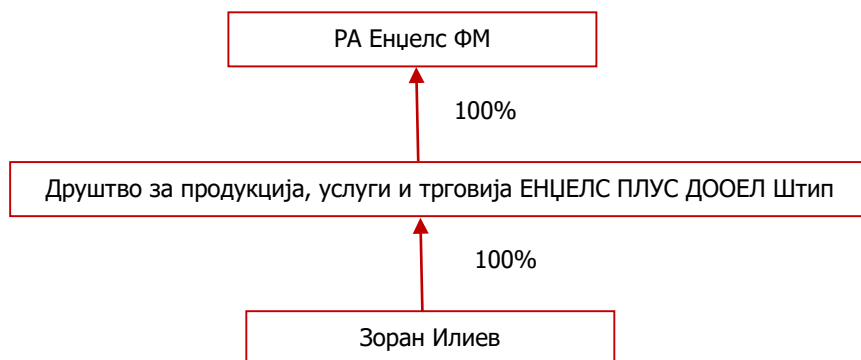 РА Енџелс ФМ
100%
Друштво за продукција, услуги и трговија ЕНЏЕЛС ПЛУС ДООЕЛ Штип
100%
Зоран Илиев